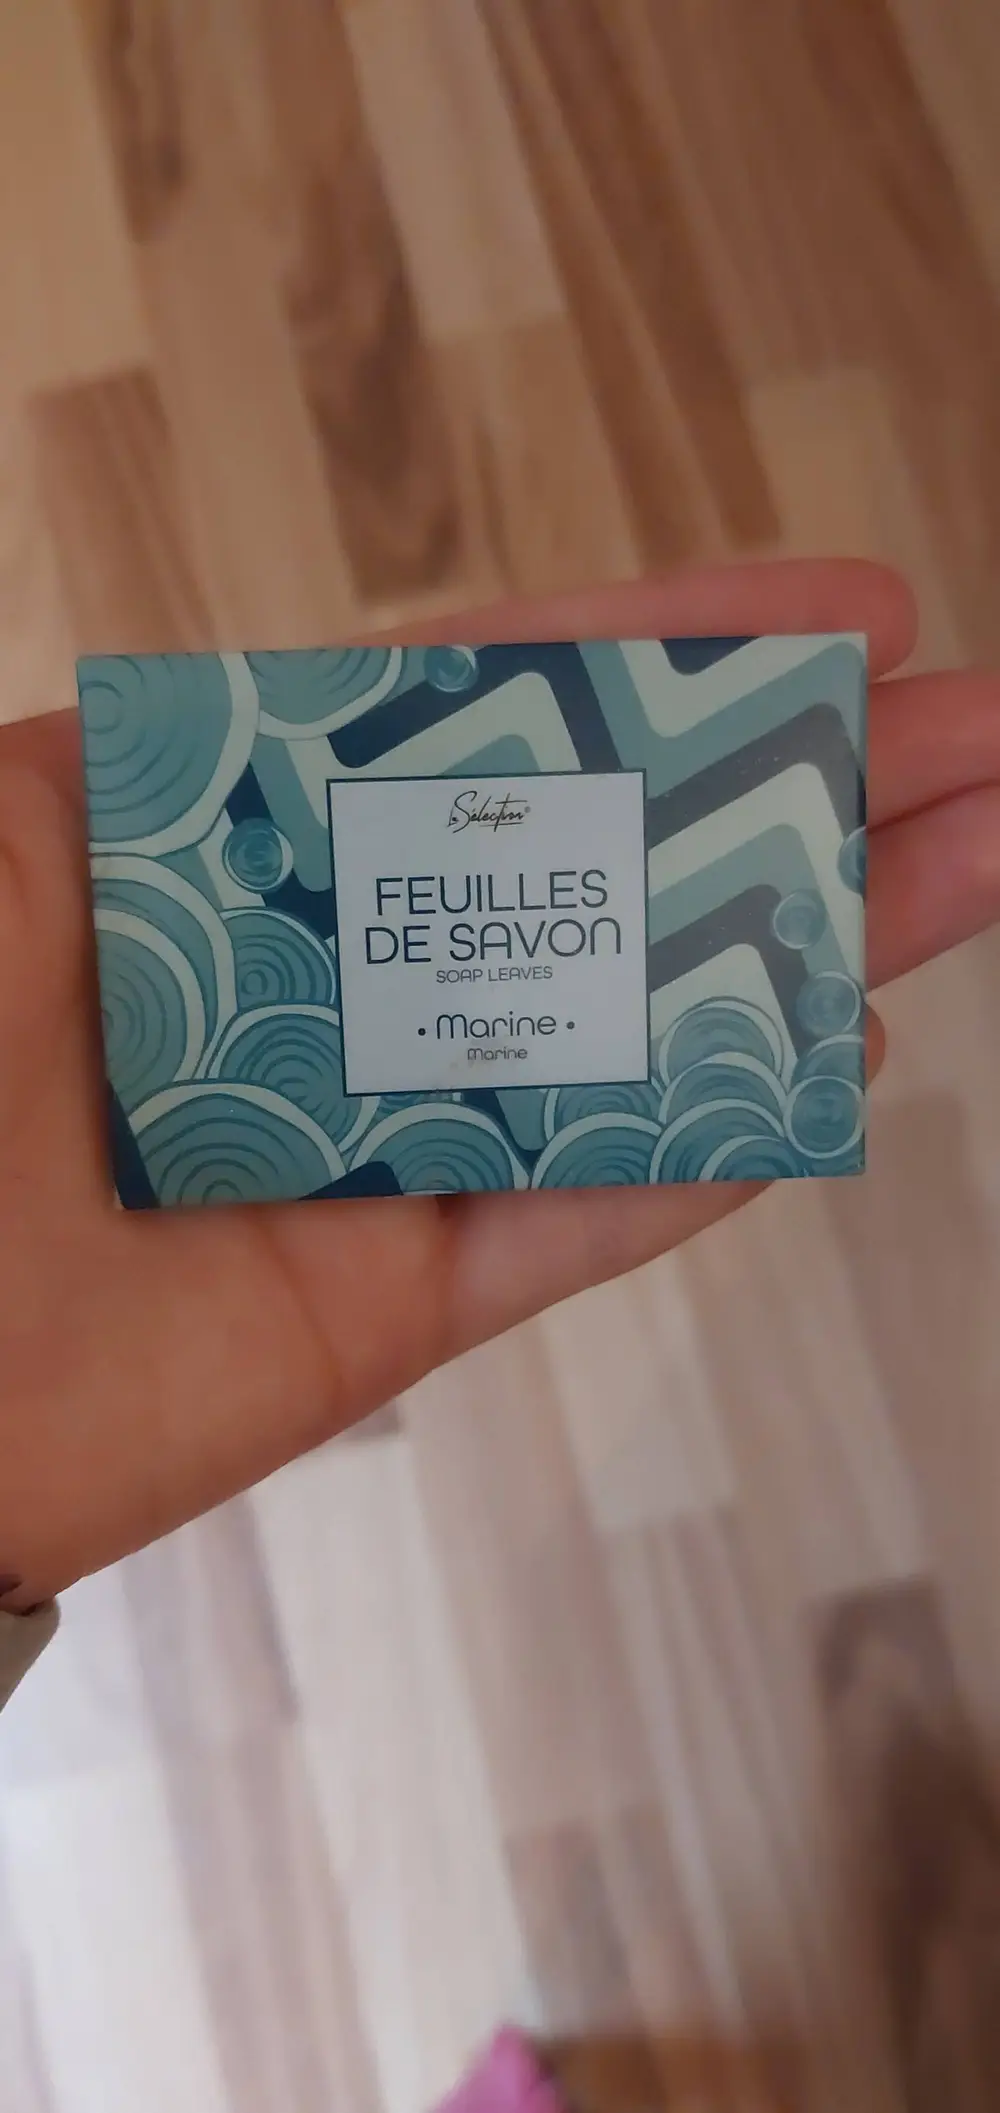 la Sélection®
FEUILLES
DE SAVON
SOAP LEAVES
• Marine •
Marine